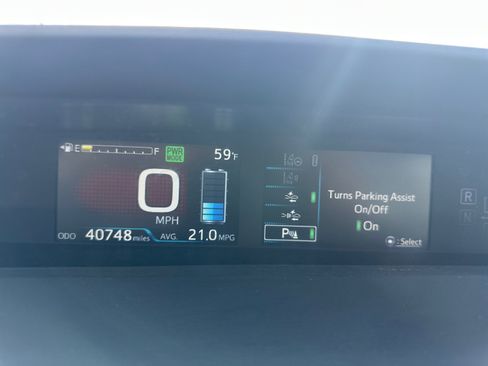 E F PWR MODE 59°F
0
MPH
ODO 40748 miles AVG. 21.0 MPG
P
Turns Parking Assist
On/Off
On
: Select
R
N